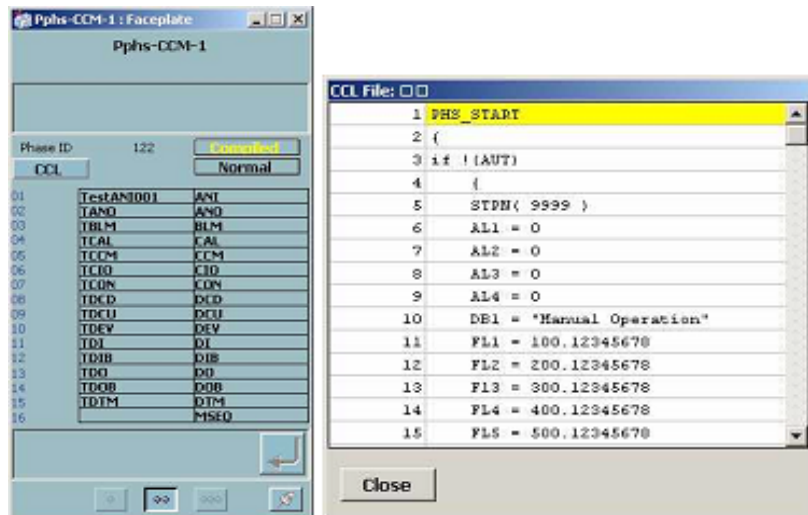 Pphs-CCM-1 : Faceplate
Pphs-CCM-1
Phase ID 122 Compiled
CCL Normal
01 TestANI001 ANI
02 TANO ANO
03 TBLM BLM
04 TCAL CAL
05 TCCM CCM
06 TCIO CIO
07 TCON CON
08 TDCD DCD
09 TDCU DCU
10 TDEV DEV
11 TDI DI
12 TDIB DIB
13 TDO DO
14 TDOB DOB
15 TDTM DTM
16 MSEQ
CCL File: □□
1 PHS_START
2 {
3 if !(AUT)
4 {
5 STPN( 9999 )
6 AL1 = 0
7 AL2 = 0
8 AL3 = 0
9 AL4 = 0
10 DB1 = "Manual Operation"
11 FL1 = 100.12345678
12 FL2 = 200.12345678
13 Fl3 = 300.12345678
14 FL4 = 400.12345678
15 FL5 = 500.12345678
Close